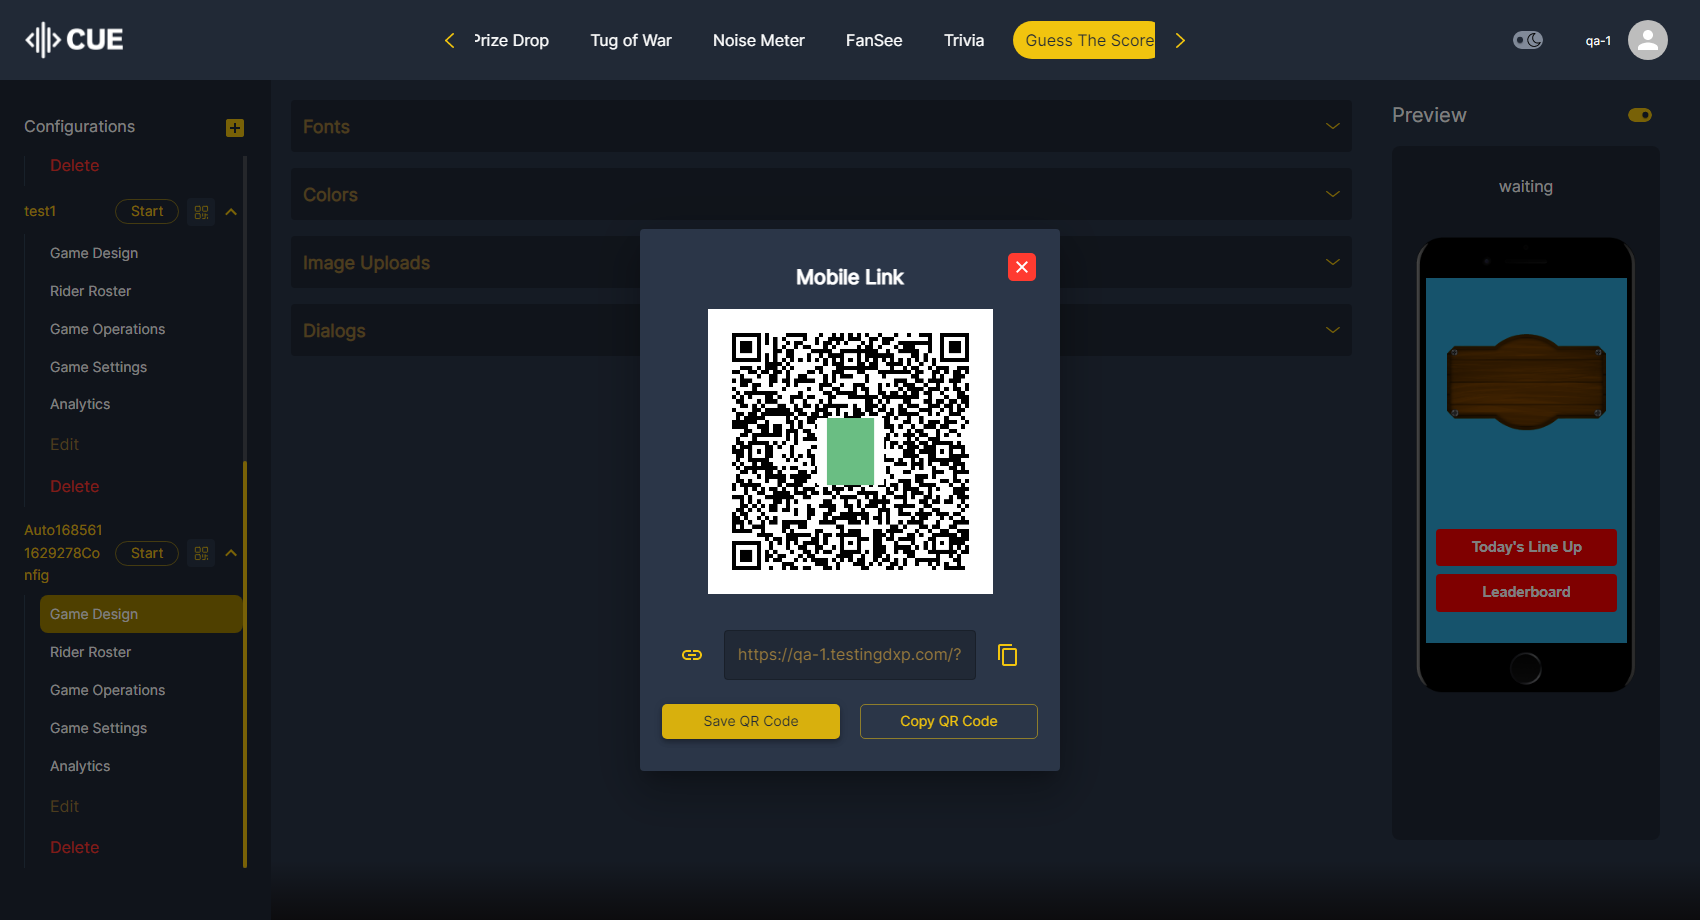 CUE
Prize Drop
Tug of War
Noise Meter
FanSee
Trivia
Guess The Score
qa-1
Configurations
Delete
test1
Start
Game Design
Rider Roster
Game Operations
Game Settings
Analytics
Edit
Delete
Auto168561
1629278Co
nfig
Start
Game Design
Rider Roster
Game Operations
Game Settings
Analytics
Edit
Delete
Fonts
Colors
Image Uploads
Dialogs
Mobile Link
https://qa-1.testingdxp.com/?
Save QR Code
Copy QR Code
Preview
waiting
Today's Line Up
Leaderboard